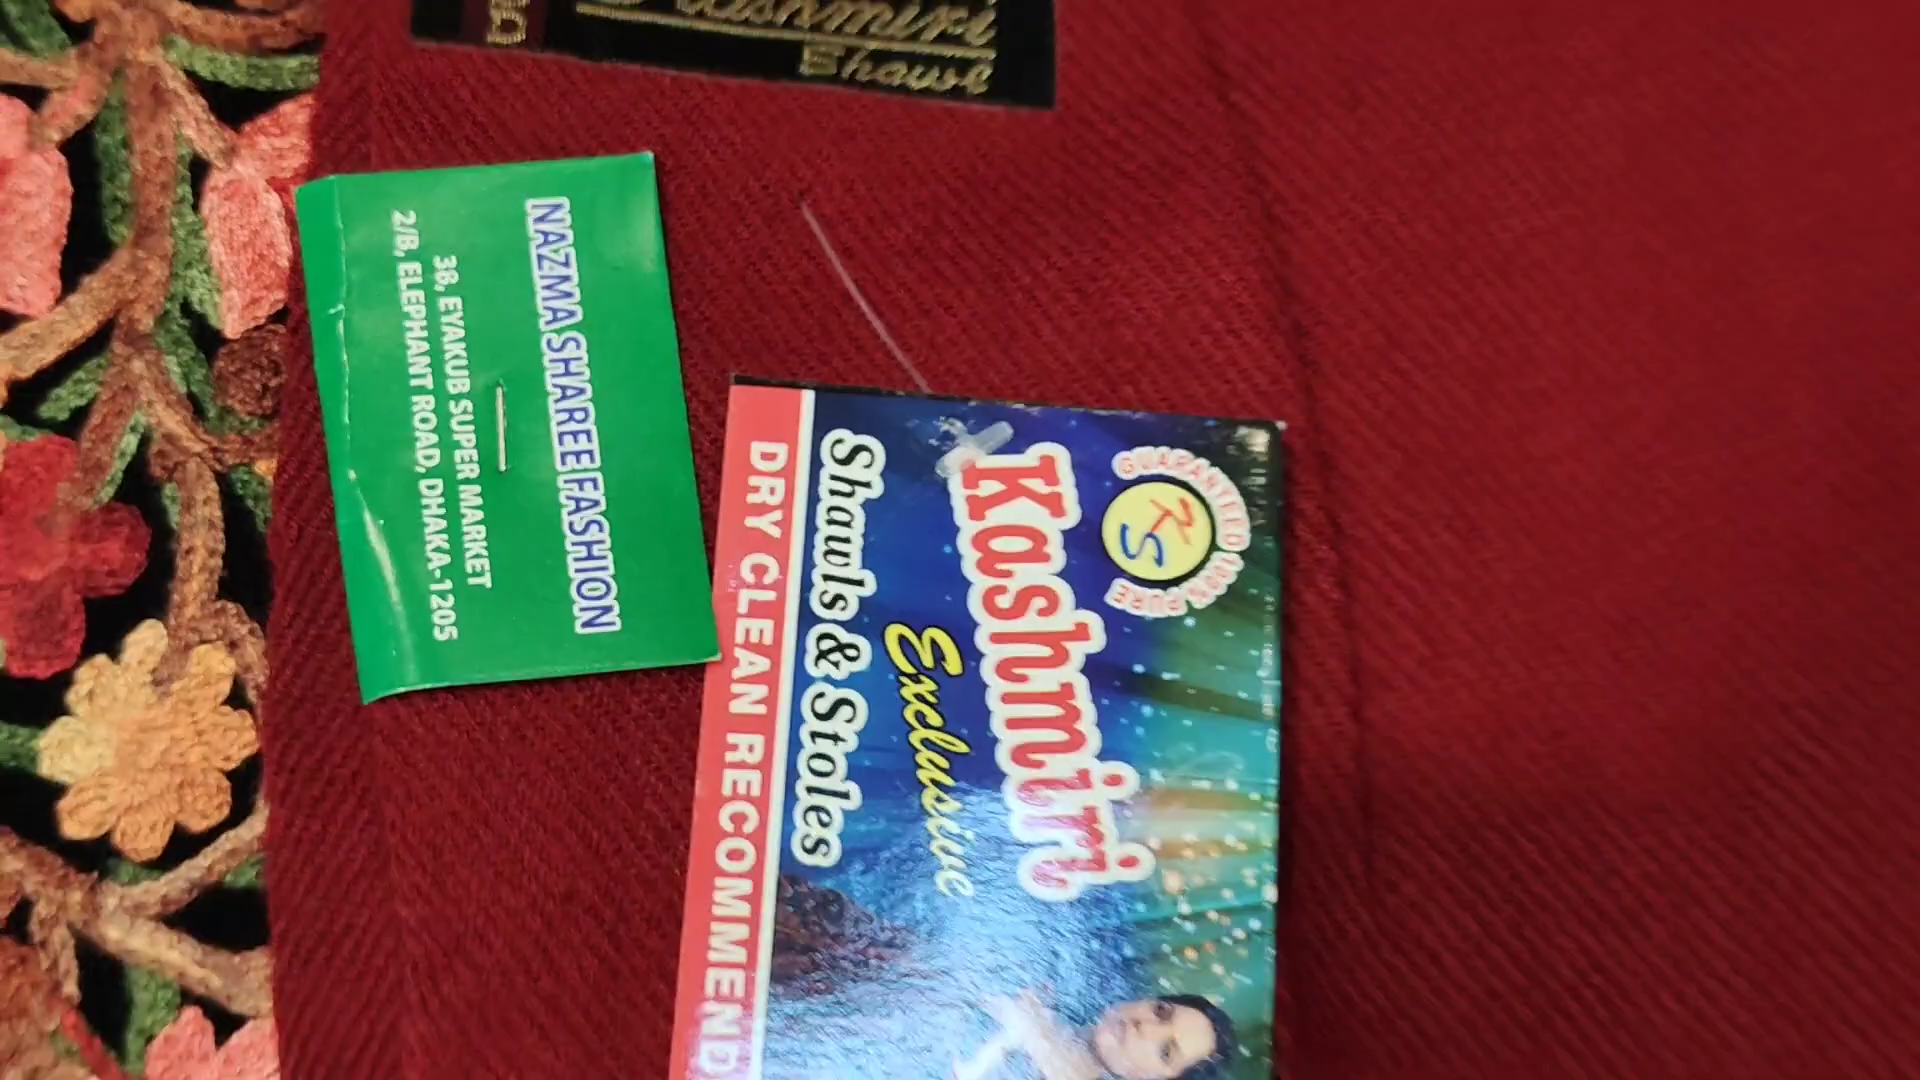 Kashmiri
Shawl
NAZMA SHAREE FASHION
38, EYAKUB SUPER MARKET
2/B, ELEPHANT ROAD, DHAKA-1205
GUARANTEED 100% PURE
KS
Kashmiri
Exclusive
Shawls & Stoles
DRY CLEAN RECOMMEND